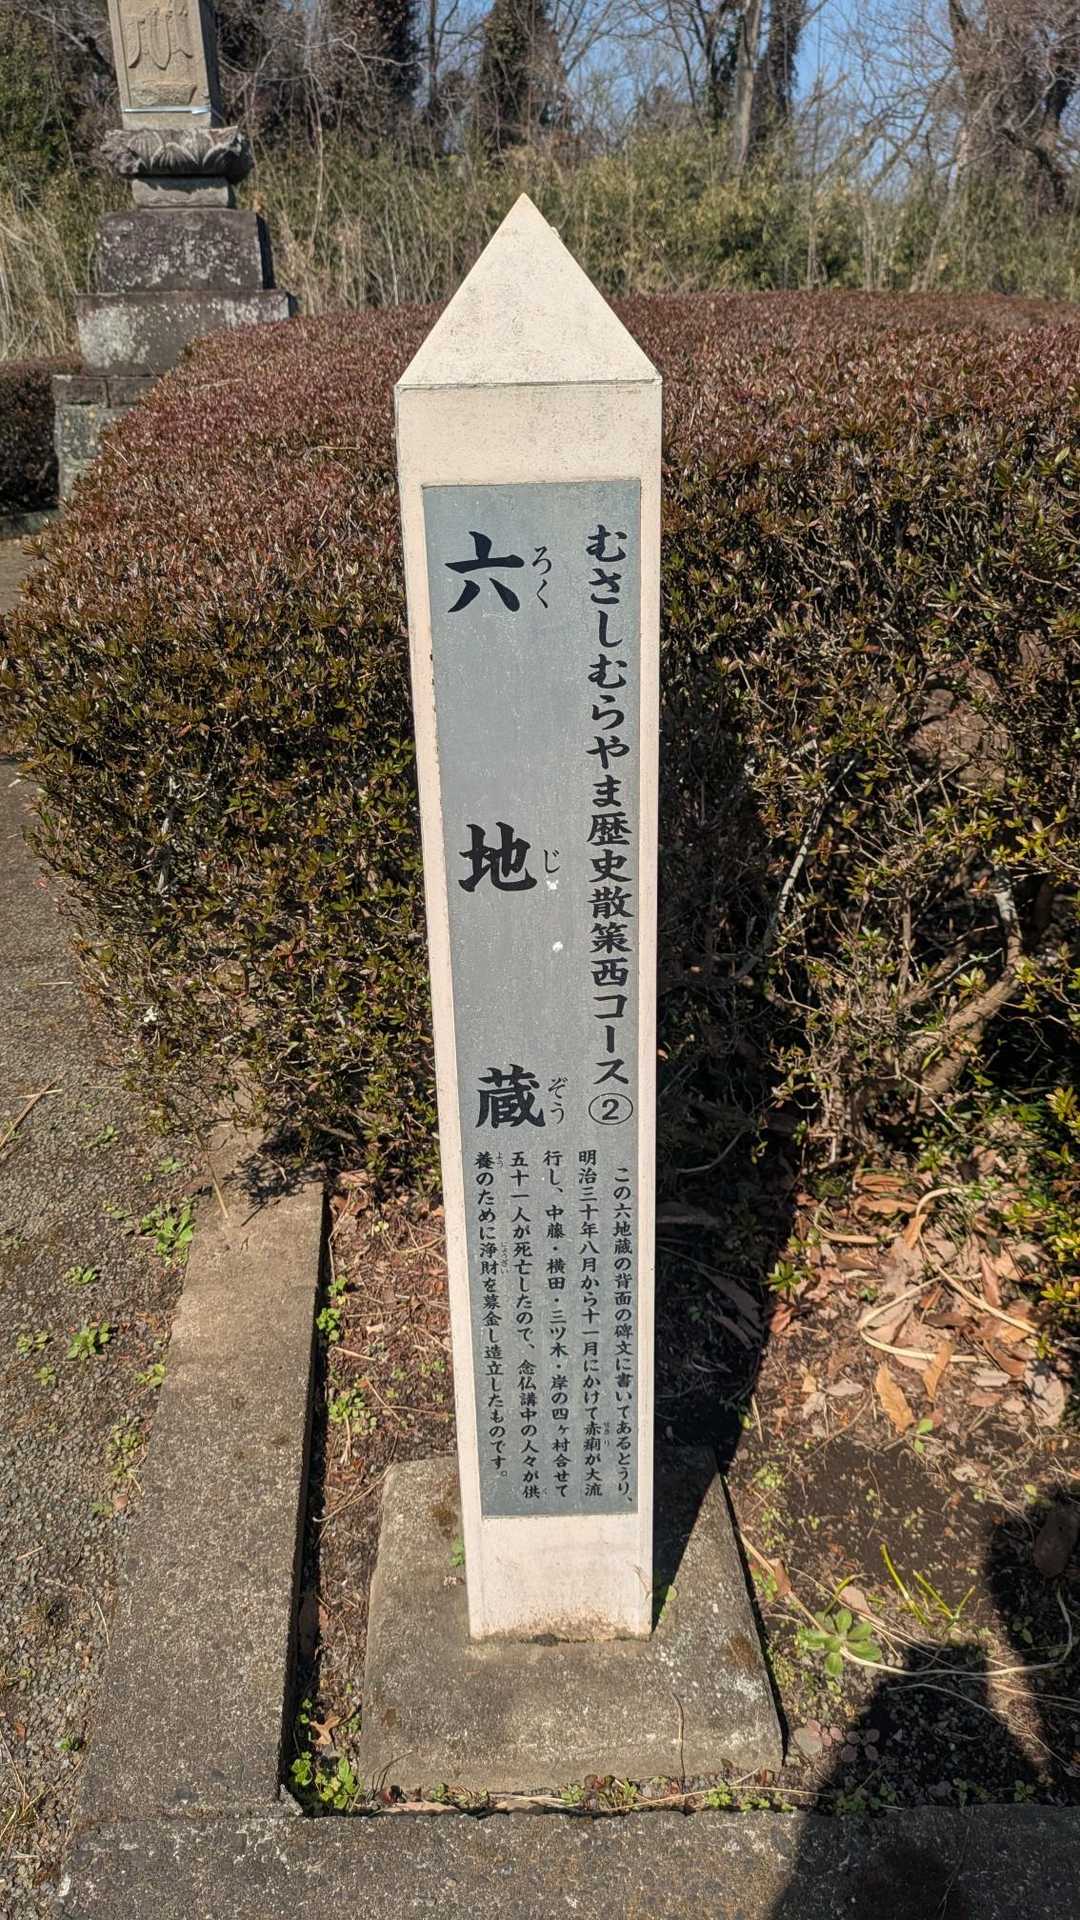 むさしむらやま歴史散策西コース②
六地蔵
ろくじぞう
この六地蔵の背面の碑文に書いてあるとうり、
明治三十年八月から十一月にかけて赤痢が大流
行し、中藤・横田・三ツ木・岸の四ヶ村合せて
五十一人が死亡したので、念仏講中の人々が供
養のために浄財を募金し造立したものです。